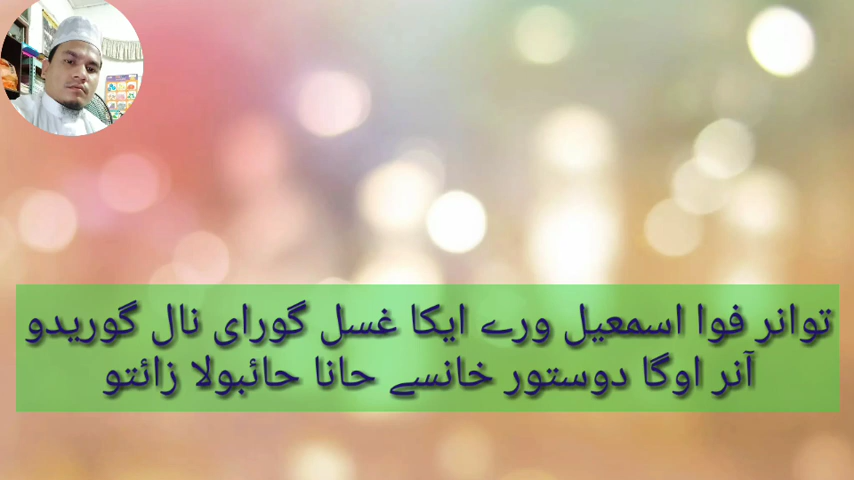 توانر فوا اسمعیل ورے ایکا غسل گورای نال گوریدو
آنر اوگا دوستور خانسے حانا حائبولا زائتو